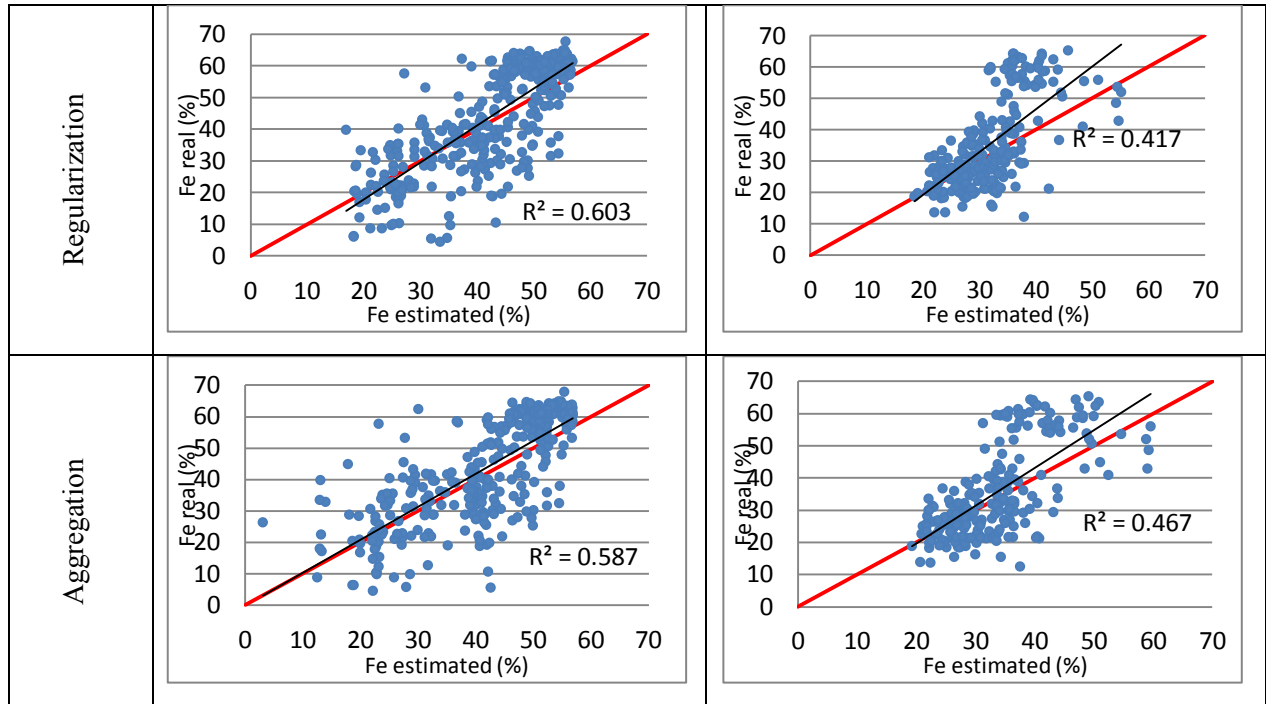 Regularization
70
60
50
40
30
20
10
0
Fe real (%)
R² = 0.603
0 10 20 30 40 50 60 70
Fe estimated (%)
70
60
50
40
30
20
10
0
Fe real (%)
R² = 0.417
0 10 20 30 40 50 60 70
Fe estimated (%)
Aggregation
70
60
50
40
30
20
10
0
Fe real (%)
R² = 0.587
0 10 20 30 40 50 60 70
Fe estimated (%)
70
60
50
40
30
20
10
0
Fe real (%)
R² = 0.467
0 10 20 30 40 50 60 70
Fe estimated (%)